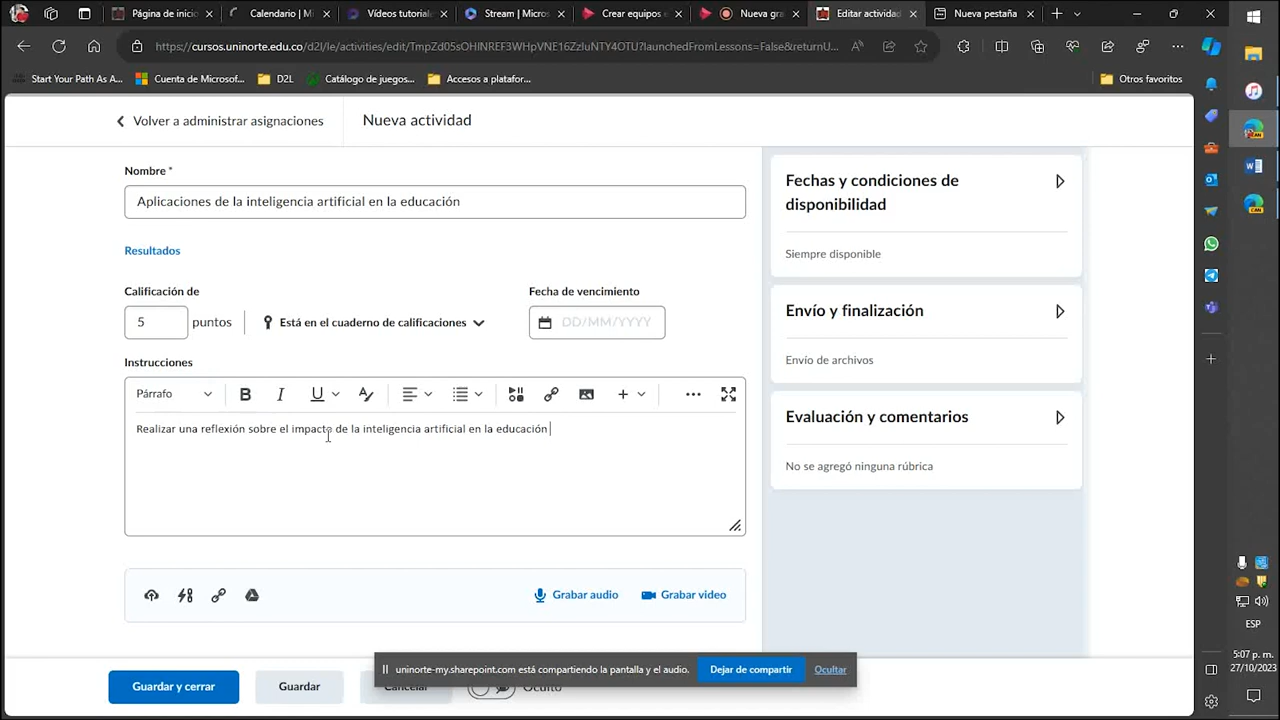 Página de inicio
Calendario | Mi
Vídeos tutoriale
Stream | Micros
Crear equipos e
Nueva gra
Editar actividad
Nueva pestaña
https://cursos.uninorte.edu.co/d2l/le/activities/edit/TmpZd05sOHlNREF3WHpVNE16ZzluNTY4OTU?launchedFromLessons=False&returnU...
Start Your Path As A...
Cuenta de Microsof...
D2L
Catálogo de juegos...
Accesos a platafor...
Otros favoritos
Volver a administrar asignaciones
Nueva actividad
Nombre *
Aplicaciones de la inteligencia artificial en la educación
Resultados
Calificación de
5 puntos
Está en el cuaderno de calificaciones
Fecha de vencimiento
DD/MM/YYYY
Instrucciones
Párrafo
Realizar una reflexión sobre el impacto de la inteligencia artificial en la educación
Grabar audio
Grabar video
Fechas y condiciones de
disponibilidad
Siempre disponible
Envío y finalización
Envío de archivos
Evaluación y comentarios
No se agregó ninguna rúbrica
uninorte-my.sharepoint.com está compartiendo la pantalla y el audio.
Dejar de compartir
Ocultar
Guardar y cerrar
Guardar
Cancelar
Oculto
ESP
5:07 p. m.
27/10/2023